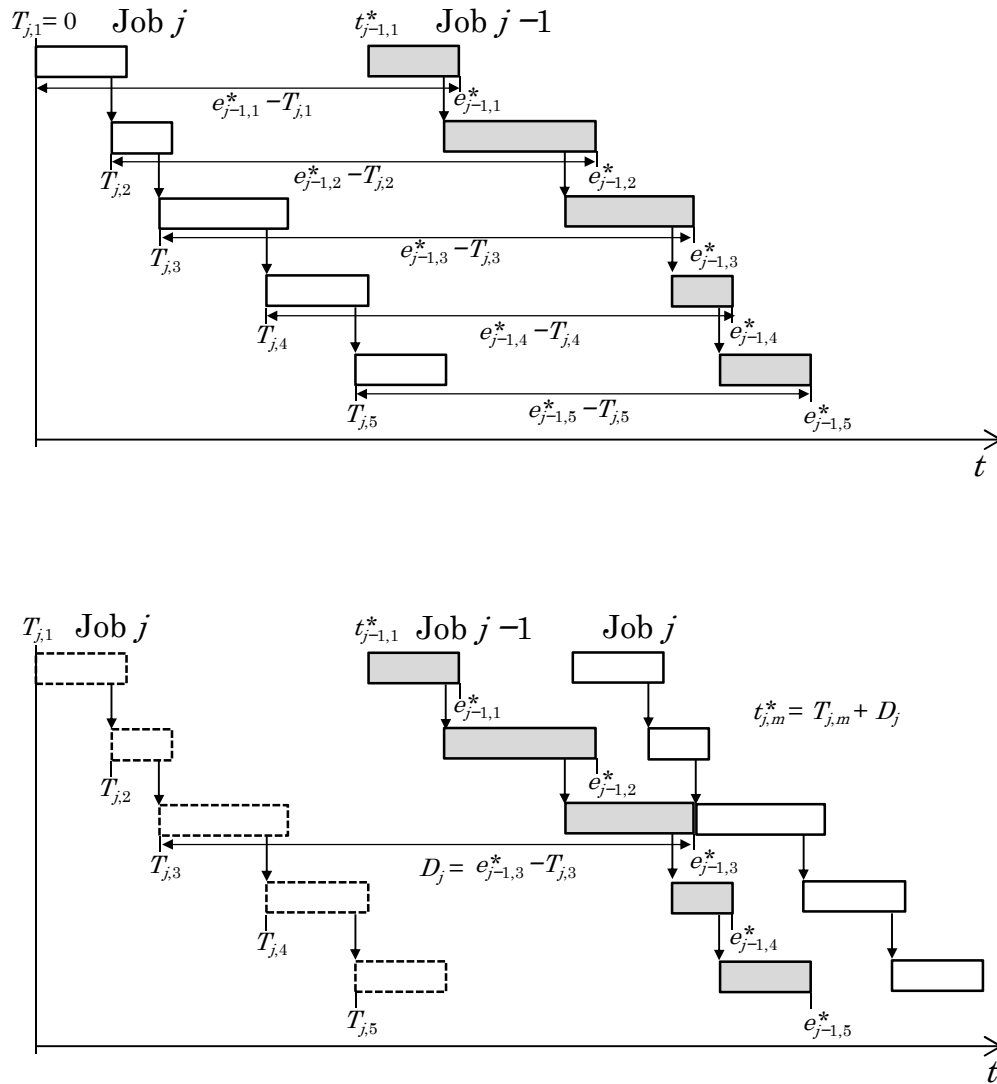 T_{j,1} = 0 Job j t*_{j−1,1} Job j −1
e*_{j−1,1} − T_{j,1} e*_{j−1,1}
T_{j,2} e*_{j−1,2} − T_{j,2} e*_{j−1,2}
T_{j,3} e*_{j−1,3} − T_{j,3} e*_{j−1,3}
T_{j,4} e*_{j−1,4} − T_{j,4} e*_{j−1,4}
T_{j,5} e*_{j−1,5} − T_{j,5} e*_{j−1,5}
t
T_{j,1} Job j t*_{j−1,1} Job j −1 Job j
e*_{j−1,1} t*_{j,m} = T_{j,m} + D_j
T_{j,2} e*_{j−1,2}
T_{j,3} D_j = e*_{j−1,3} − T_{j,3} e*_{j−1,3}
T_{j,4} e*_{j−1,4}
T_{j,5} e*_{j−1,5}
t